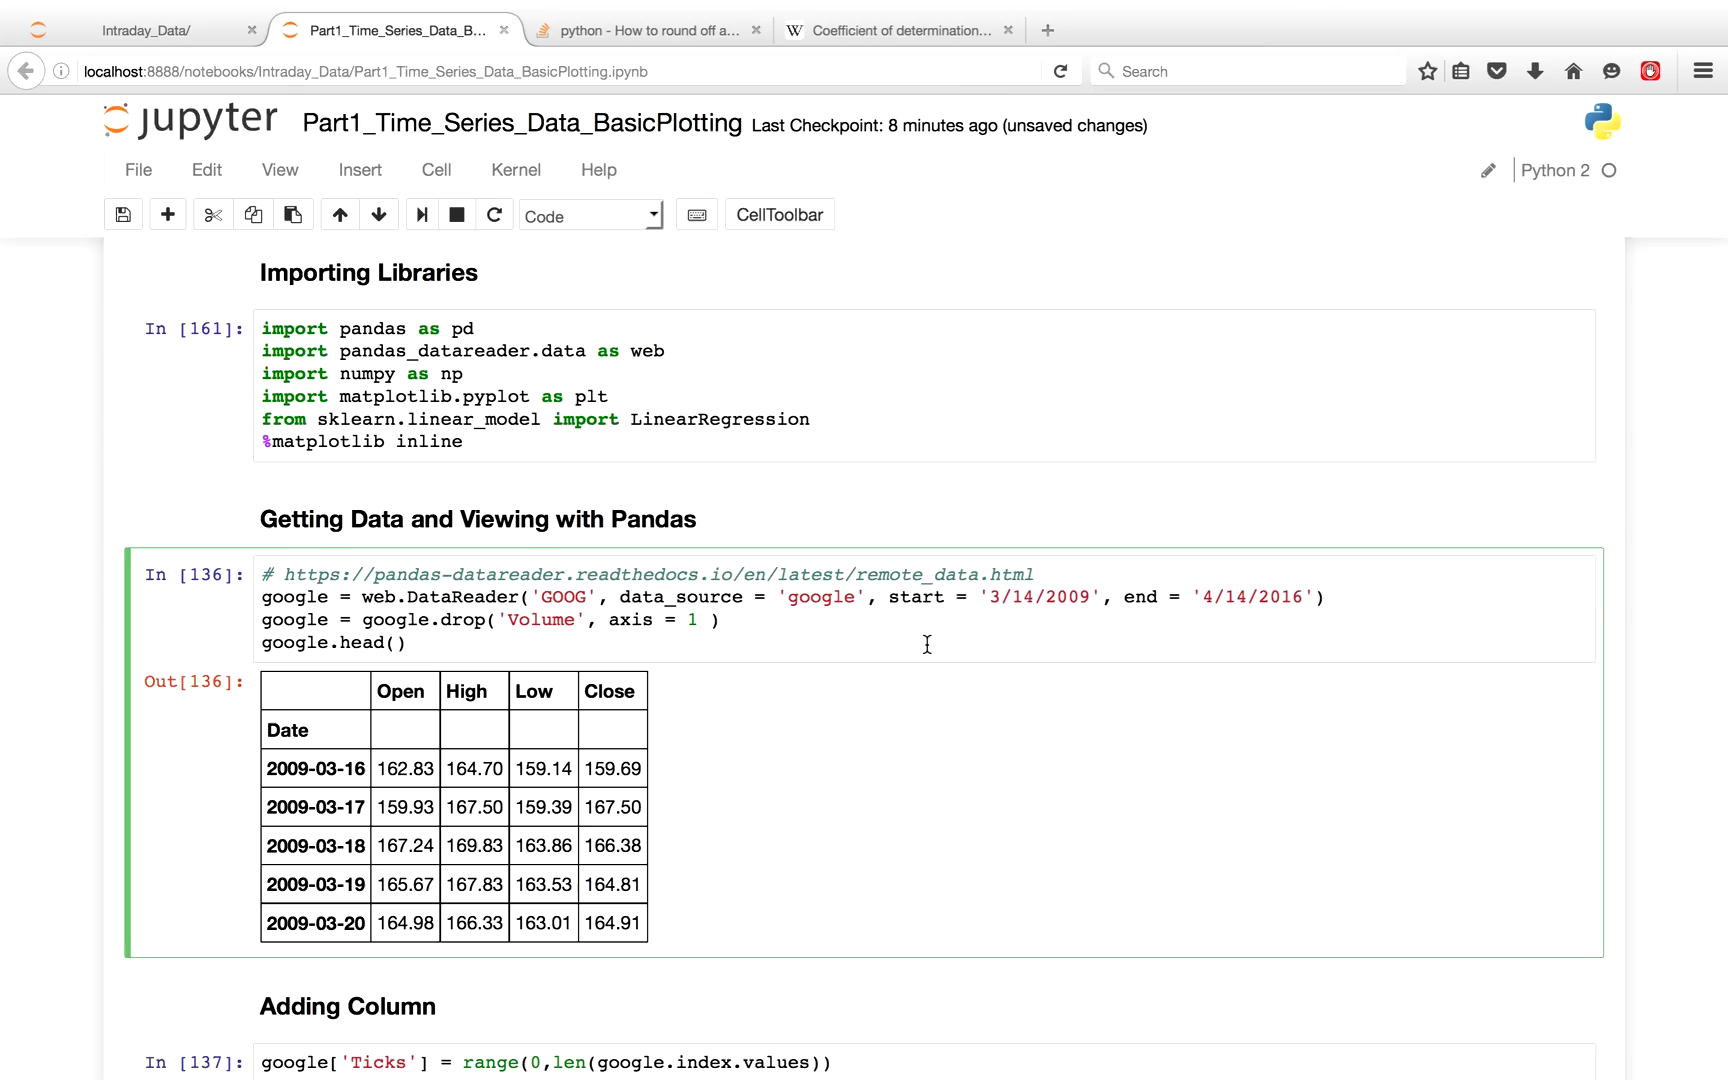 Intraday_Data/
Part1_Time_Series_Data_B...
python - How to round off a...
W Coefficient of determination...
localhost:8888/notebooks/Intraday_Data/Part1_Time_Series_Data_BasicPlotting.ipynb
Search
jupyter Part1_Time_Series_Data_BasicPlotting Last Checkpoint: 8 minutes ago (unsaved changes)
File Edit View Insert Cell Kernel Help Python 2
Code CellToolbar
Importing Libraries
In [161]: import pandas as pd
import pandas_datareader.data as web
import numpy as np
import matplotlib.pyplot as plt
from sklearn.linear_model import LinearRegression
%matplotlib inline
Getting Data and Viewing with Pandas
In [136]: # https://pandas-datareader.readthedocs.io/en/latest/remote_data.html
google = web.DataReader('GOOG', data_source = 'google', start = '3/14/2009', end = '4/14/2016')
google = google.drop('Volume', axis = 1 )
google.head()
Out[136]:
Open High Low Close
Date
2009-03-16 162.83 164.70 159.14 159.69
2009-03-17 159.93 167.50 159.39 167.50
2009-03-18 167.24 169.83 163.86 166.38
2009-03-19 165.67 167.83 163.53 164.81
2009-03-20 164.98 166.33 163.01 164.91
Adding Column
In [137]: google['Ticks'] = range(0,len(google.index.values))